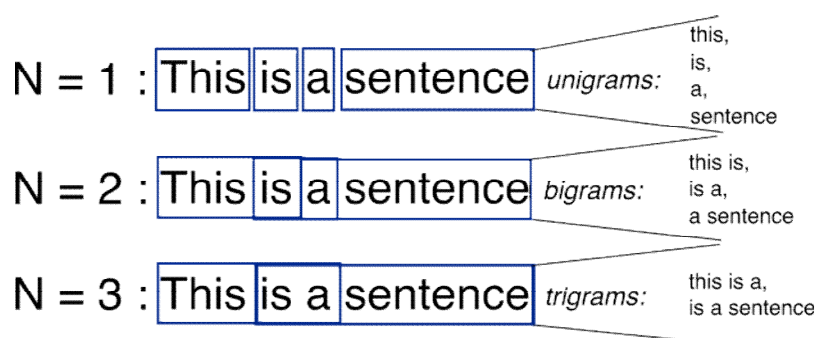 N = 1 : This is a sentence
unigrams:
this,
is,
a,
sentence
N = 2 : This is a sentence
bigrams:
this is,
is a,
a sentence
N = 3 : This is a sentence
trigrams:
this is a,
is a sentence